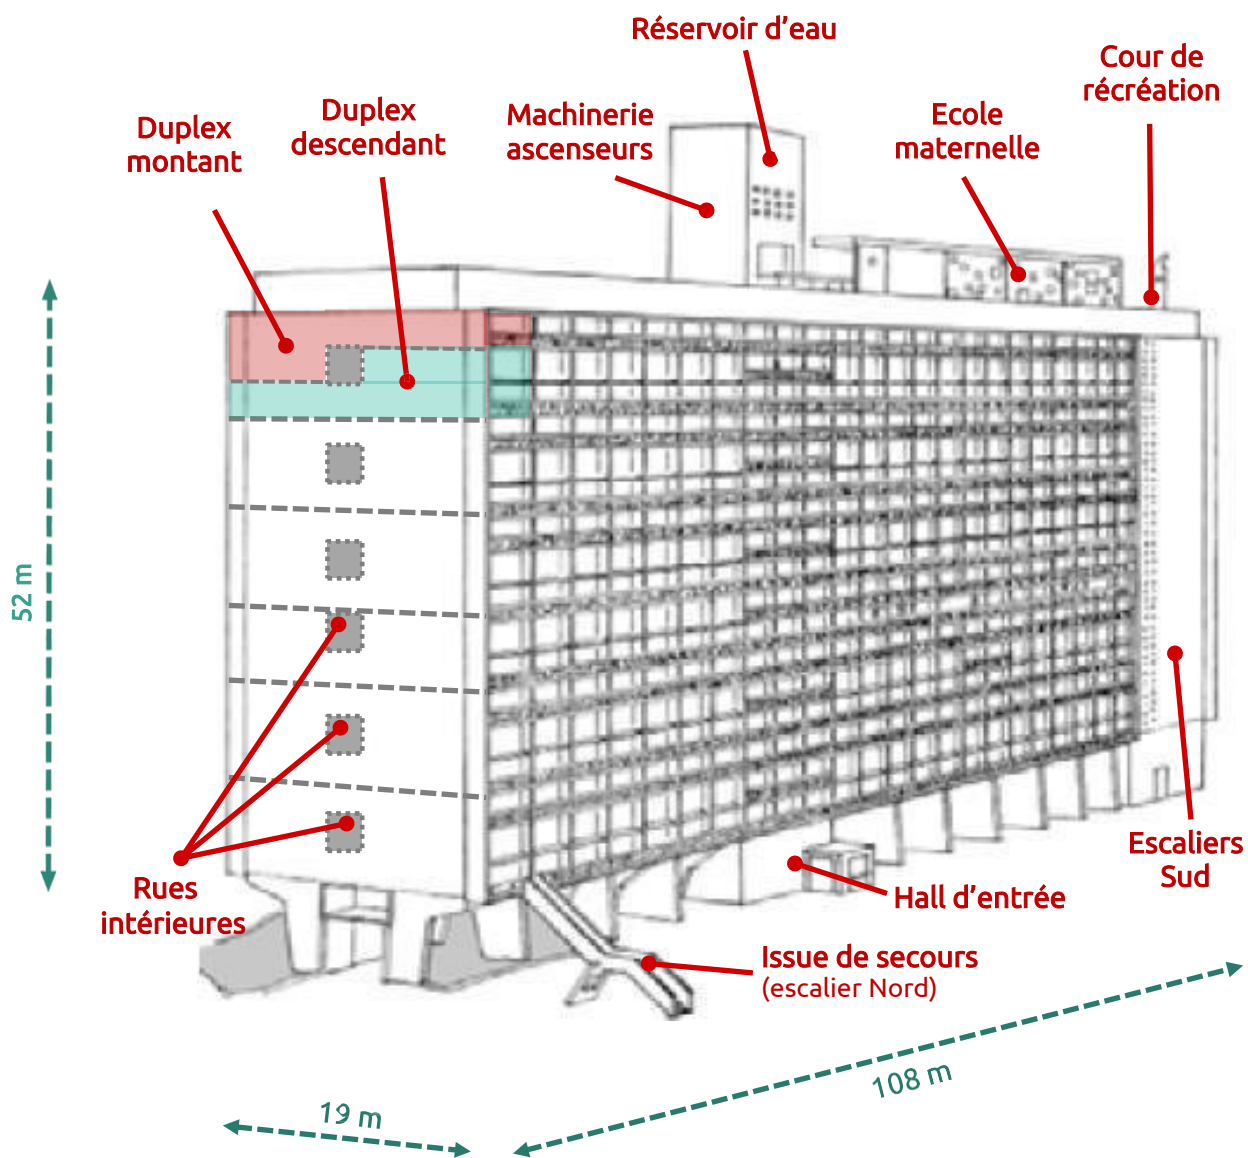 Réservoir d’eau
Cour de
récréation
Duplex
montant
Duplex
descendant
Machinerie
ascenseurs
Ecole
maternelle
52 m
Rues
intérieures
Escaliers
Sud
Hall d’entrée
Issue de secours
(escalier Nord)
108 m
19 m